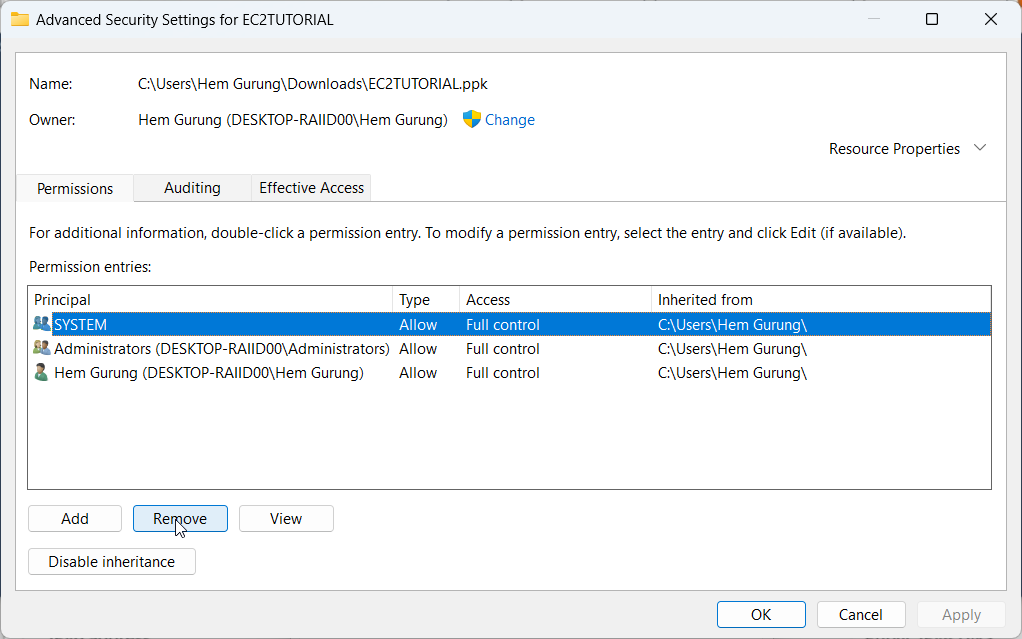 Advanced Security Settings for EC2TUTORIAL
Name: C:\Users\Hem Gurung\Downloads\EC2TUTORIAL.ppk
Owner: Hem Gurung (DESKTOP-RAIID00\Hem Gurung) Change
Resource Properties
Permissions Auditing Effective Access
For additional information, double-click a permission entry. To modify a permission entry, select the entry and click Edit (if available).
Permission entries:
Principal Type Access Inherited from
SYSTEM Allow Full control C:\Users\Hem Gurung\
Administrators (DESKTOP-RAIID00\Administrators) Allow Full control C:\Users\Hem Gurung\
Hem Gurung (DESKTOP-RAIID00\Hem Gurung) Allow Full control C:\Users\Hem Gurung\
Add Remove View
Disable inheritance
OK Cancel Apply